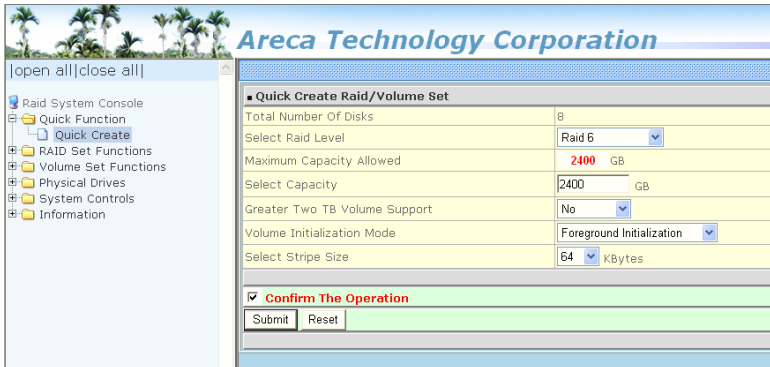 Areca Technology Corporation
|open all|close all|
Raid System Console
Quick Function
Quick Create
RAID Set Functions
Volume Set Functions
Physical Drives
System Controls
Information
Quick Create Raid/Volume Set
Total Number Of Disks 8
Select Raid Level Raid 6
Maximum Capacity Allowed 2400 GB
Select Capacity 2400 GB
Greater Two TB Volume Support No
Volume Initialization Mode Foreground Initialization
Select Stripe Size 64 KBytes
Confirm The Operation
Submit Reset